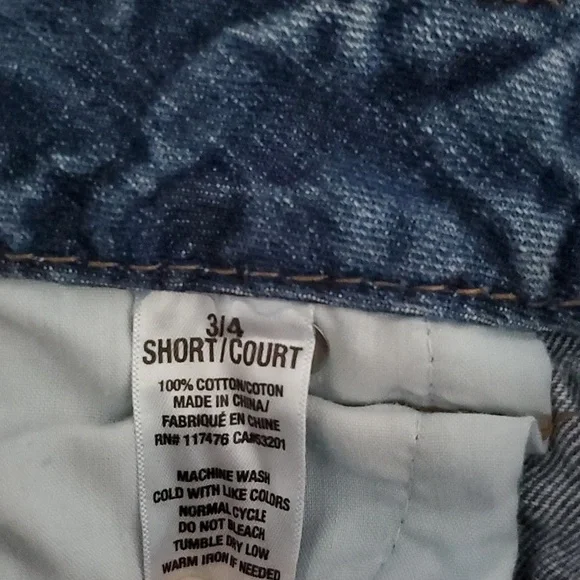 3/4
SHORT/COURT
100% COTTON/COTON
MADE IN CHINA/
FABRIQUÉ EN CHINE
RN# 117476 CA#53201
MACHINE WASH
COLD WITH LIKE COLORS
NORMAL CYCLE
DO NOT BLEACH
TUMBLE DRY LOW
WARM IRON IF NEEDED